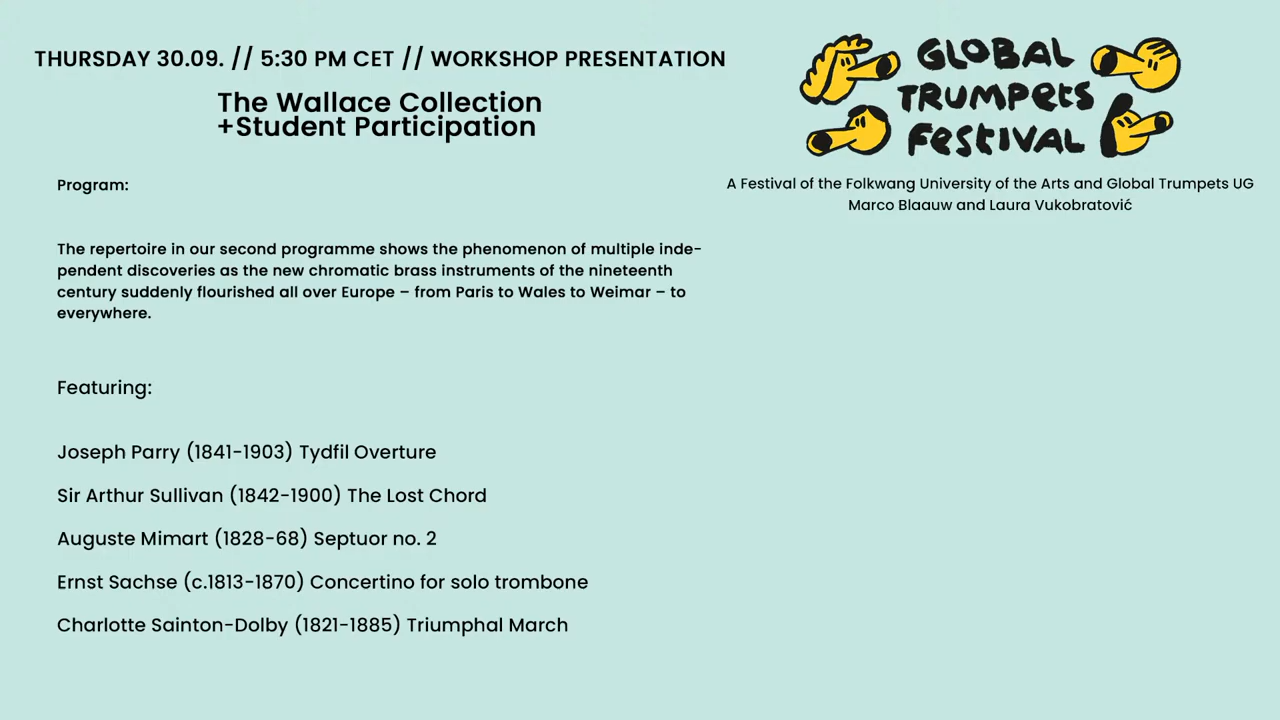 THURSDAY 30.09. // 5:30 PM CET // WORKSHOP PRESENTATION
The Wallace Collection
+Student Participation
GLOBAL
TRUMPETS
FESTIVAL
A Festival of the Folkwang University of the Arts and Global Trumpets UG
Marco Blaauw and Laura Vukobratović
Program:
The repertoire in our second programme shows the phenomenon of multiple inde-
pendent discoveries as the new chromatic brass instruments of the nineteenth
century suddenly flourished all over Europe – from Paris to Wales to Weimar – to
everywhere.
Featuring:
Joseph Parry (1841-1903) Tydfil Overture
Sir Arthur Sullivan (1842-1900) The Lost Chord
Auguste Mimart (1828-68) Septuor no. 2
Ernst Sachse (c.1813-1870) Concertino for solo trombone
Charlotte Sainton-Dolby (1821-1885) Triumphal March